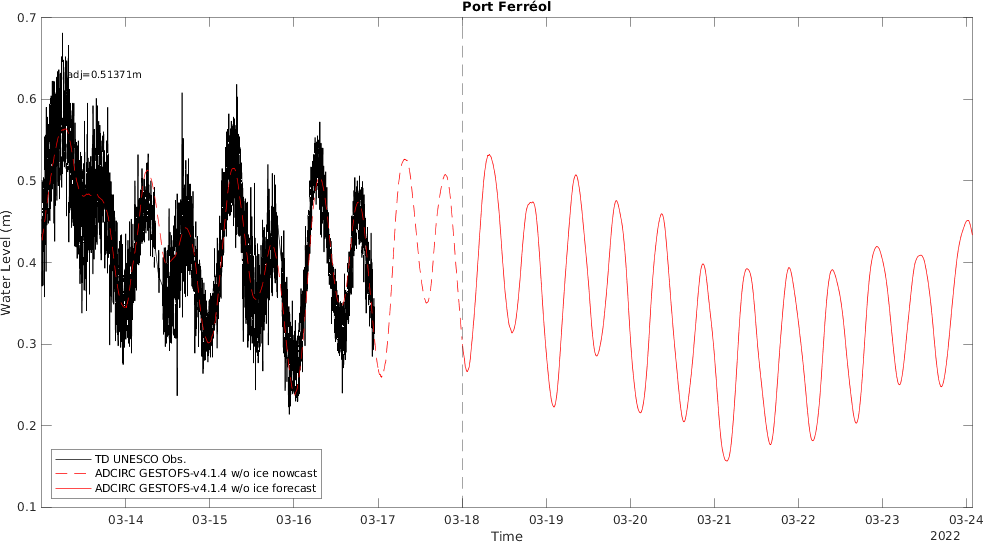 Port Ferréol
0.7
0.6
0.5
0.4
0.3
0.2
0.1
Water Level (m)
adj=0.51371m
TD UNESCO Obs.
ADCIRC GESTOFS-v4.1.4 w/o ice nowcast
ADCIRC GESTOFS-v4.1.4 w/o ice forecast
03-14 03-15 03-16 03-17 03-18 03-19 03-20 03-21 03-22 03-23 03-24
Time
2022